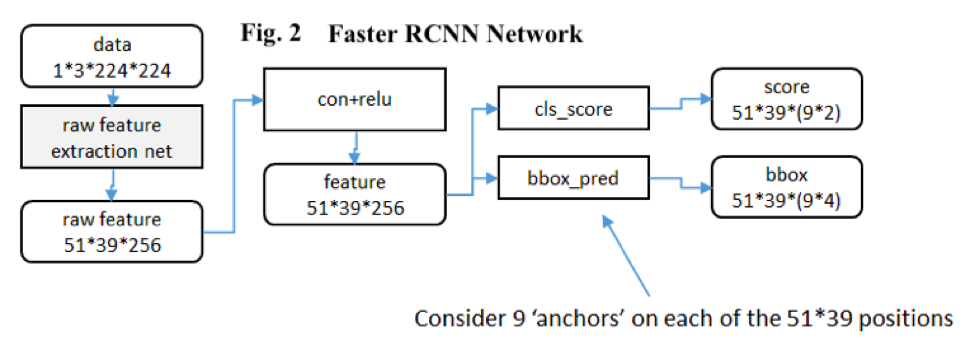 Fig. 2 Faster RCNN Network
data
1*3*224*224
raw feature
extraction net
raw feature
51*39*256
con+relu
feature
51*39*256
cls_score
bbox_pred
score
51*39*(9*2)
bbox
51*39*(9*4)
Consider 9 ‘anchors’ on each of the 51*39 positions